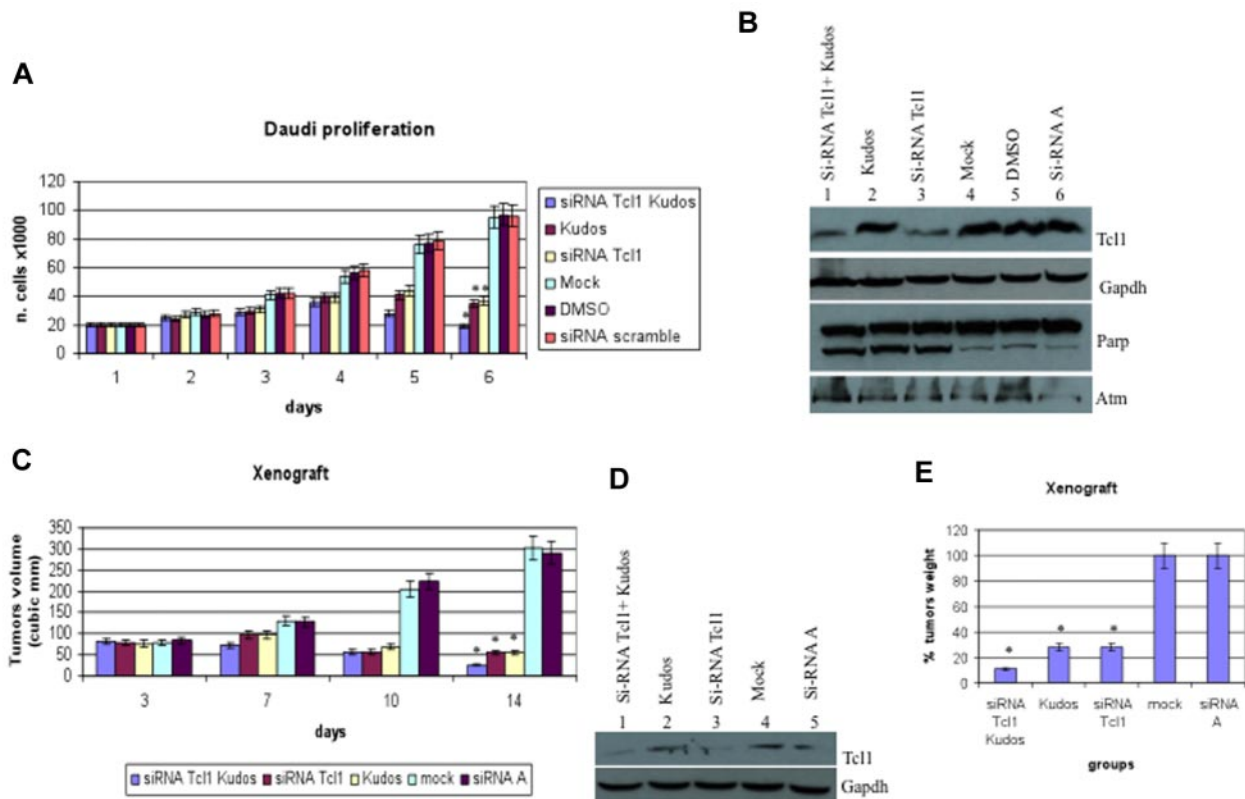 A
Daudi proliferation
n. cells x1000
120
100
80
60
40
20
0
1 2 3 4 5 6
days
siRNA Tcl1 Kudos
Kudos
siRNA Tcl1
Mock
DMSO
siRNA scramble
* * *
B
Si-RNA Tcl1+ Kudos
Kudos
Si-RNA Tcl1
Mock
DMSO
Si-RNA A
1 2 3 4 5 6
Tcl1
Gapdh
Parp
Atm
C
Xenograft
Tumors volume
(cubic mm)
350
300
250
200
150
100
50
0
* * *
3 7 10 14
days
siRNA Tcl1 Kudos siRNA Tcl1 Kudos mock siRNA A
D
Si-RNA Tcl1+ Kudos
Kudos
Si-RNA Tcl1
Mock
Si-RNA A
1 2 3 4 5
Tcl1
Gapdh
E
Xenograft
% tumors weight
120
100
80
60
40
20
0
* * *
siRNA Tcl1 Kudos
Kudos
siRNA Tcl1
mock
siRNA A
groups